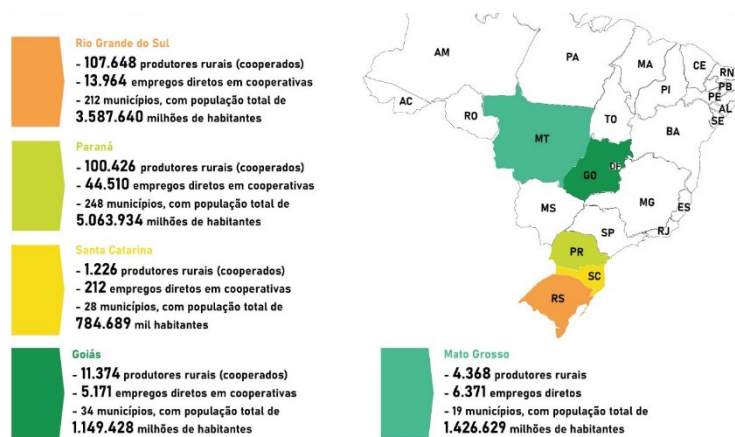 Rio Grande do Sul
- 107.648 produtores rurais (cooperados)
- 13.964 empregos diretos em cooperativas
- 212 municípios, com população total de
3.587.640 milhões de habitantes
Paraná
- 100.426 produtores rurais (cooperados)
- 44.510 empregos diretos em cooperativas
- 248 municípios, com população total de
5.063.934 milhões de habitantes
Santa Catarina
- 1.226 produtores rurais (cooperados)
- 212 empregos diretos em cooperativas
- 28 municípios, com população total de
784.689 mil habitantes
Goiás
- 11.374 produtores rurais (cooperados)
- 5.171 empregos diretos em cooperativas
- 34 municípios, com população total de
1.149.428 milhões de habitantes
AM
PA
MA
CE
RN
PB
PE
AL
SE
PI
AC
RO
TO
BA
MT
GO
DF
MS
MG
ES
SP
RJ
PR
SC
RS
Mato Grosso
- 4.368 produtores rurais
- 6.371 empregos diretos
- 19 municípios, com população total de
1.426.629 milhões de habitantes